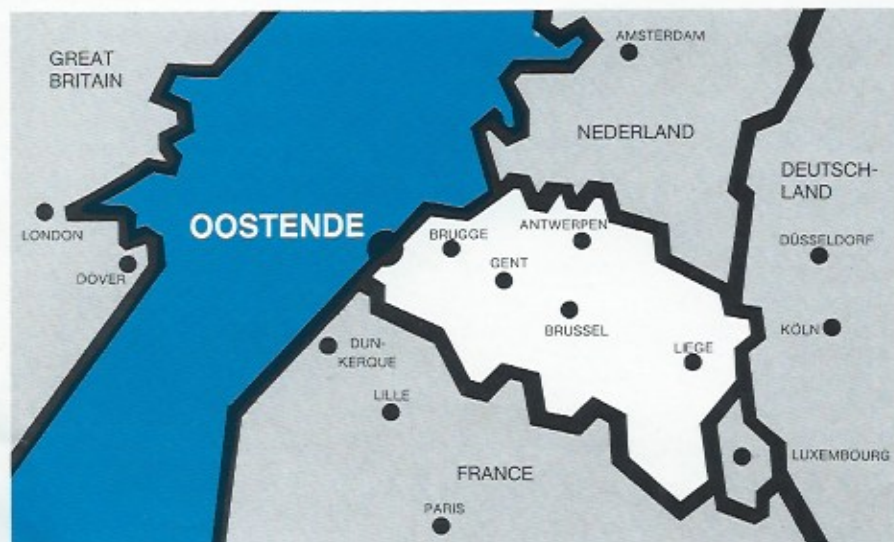 GREAT
BRITAIN
AMSTERDAM
NEDERLAND
DEUTSCH-
LAND
LONDON
DOVER
OOSTENDE
BRUGGE
ANTWERPEN
GENT
DÜSSELDORF
BRUSSEL
KÖLN
DUN-
KERQUE
LIEGE
LILLE
LUXEMBOURG
FRANCE
PARIS